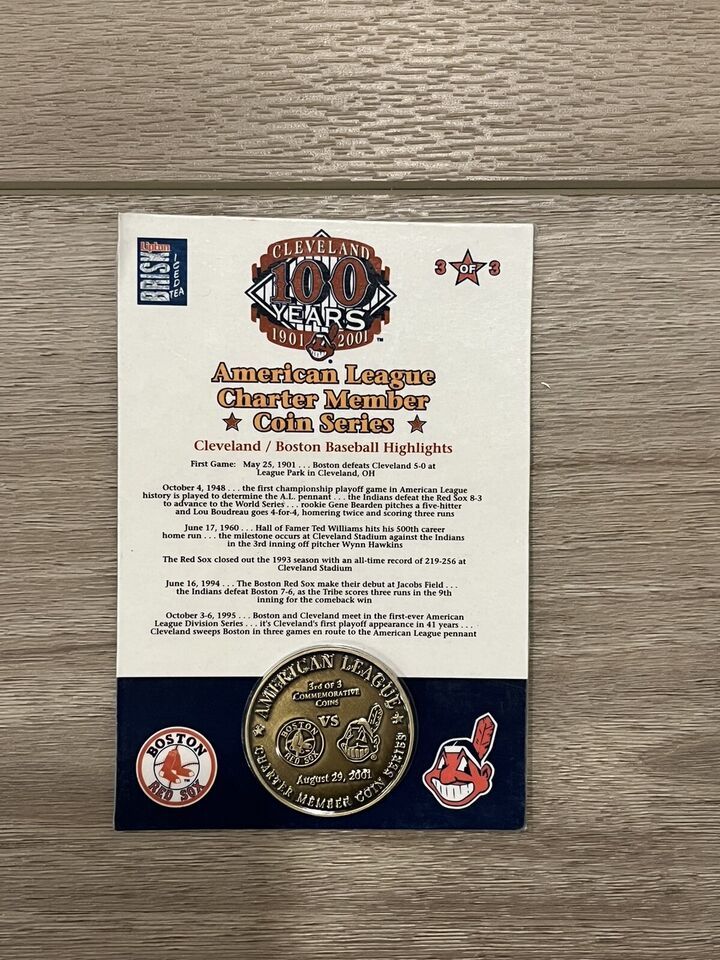 Lipton
BRISK
ICED TEA
CLEVELAND
100
YEARS
1901 2001
TM
3 OF 3
American League
Charter Member
★ Coin Series ★
Cleveland / Boston Baseball Highlights
First Game: May 25, 1901 . . . Boston defeats Cleveland 5-0 at
League Park in Cleveland, OH
October 4, 1948 . . . the first championship playoff game in American League
history is played to determine the A.L. pennant . . . the Indians defeat the Red Sox 8-3
to advance to the World Series . . . rookie Gene Bearden pitches a five-hitter
and Lou Boudreau goes 4-for-4, homering twice and scoring three runs
June 17, 1960 . . . Hall of Famer Ted Williams hits his 500th career
home run . . . the milestone occurs at Cleveland Stadium against the Indians
in the 3rd inning off pitcher Wynn Hawkins
The Red Sox closed out the 1993 season with an all-time record of 219-256 at
Cleveland Stadium
June 16, 1994 . . . The Boston Red Sox make their debut at Jacobs Field . . .
the Indians defeat Boston 7-6, as the Tribe scores three runs in the 9th
inning for the comeback win
October 3-6, 1995 . . . Boston and Cleveland meet in the first-ever American
League Division Series . . . it's Cleveland's first playoff appearance in 41 years . . .
Cleveland sweeps Boston in three games en route to the American League pennant
★ AMERICAN LEAGUE ★
3rd OF 3
COMMEMORATIVE
COINS
VS
BOSTON
RED SOX
August 29, 2001
CHARTER MEMBER COIN SERIES
BOSTON
RED SOX
TM